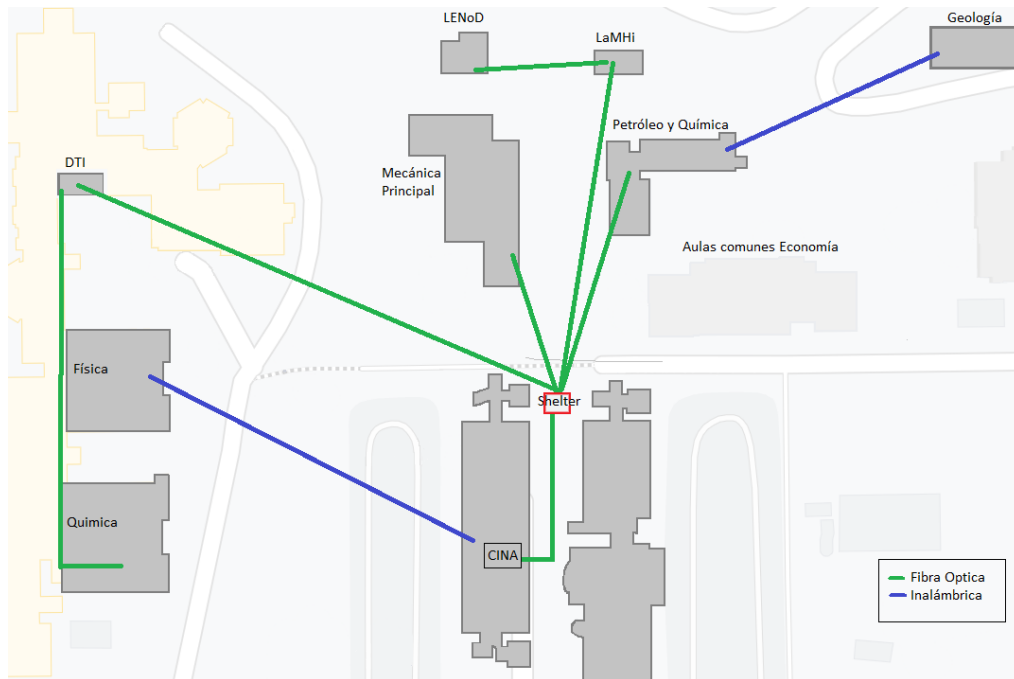 LENoD
LaMHi
Geología
Petróleo y Química
DTI
Mecánica
Principal
Aulas comunes Economía
Física
Shelter
Quimica
CINA
Fibra Optica
Inalámbrica